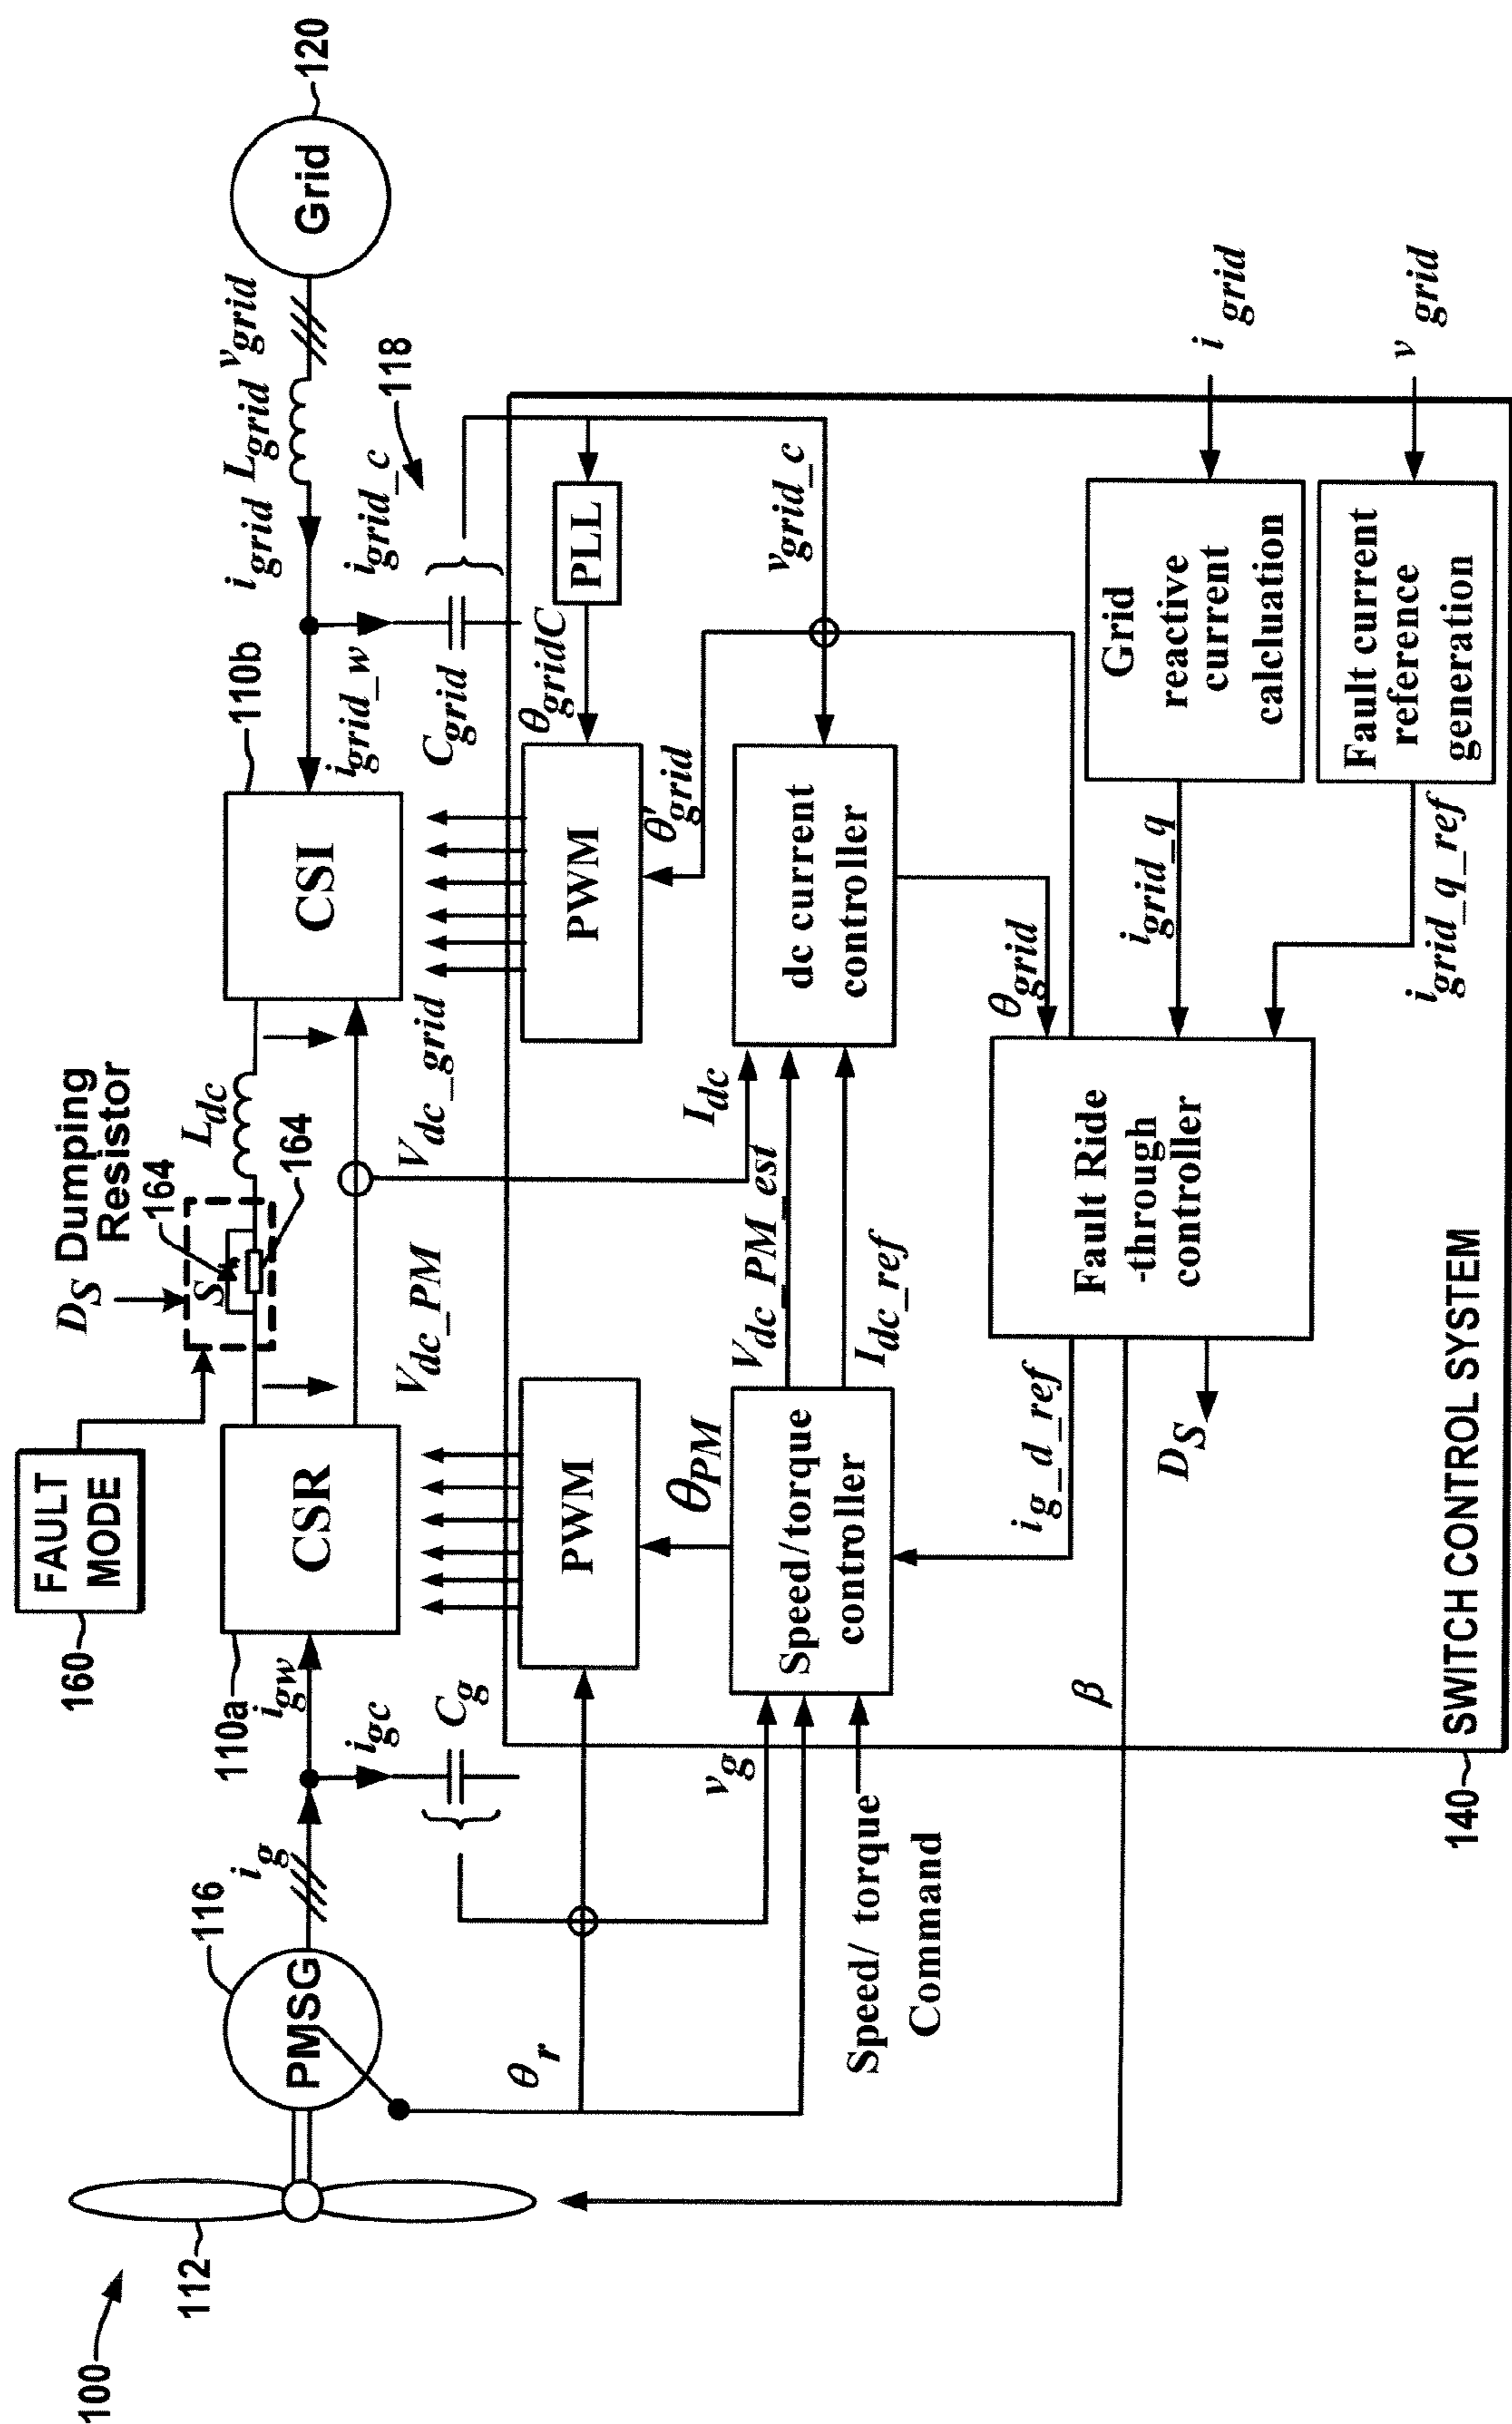 100
112
PMSG
116
i_g
i_gw
i_gc
C_g
110a
CSR
160
FAULT
MODE
D_S
Dumping
Resistor
164
S
164
L_dc
V_dc_PM
V_dc_grid
CSI
110b
i_grid
L_grid
v_grid
i_grid_w
i_grid_c
C_grid
118
Grid
120
θ_r
PWM
θ_PM
v_g
Speed/ torque
Command
Speed/torque
controller
V_dc_PM_est
I_dc_ref
I_dc
PWM
θ_gridC
PLL
θ'_grid
v_grid_c
dc current
controller
θ_grid
i_g_d_ref
β
D_S
Fault Ride
-through
controller
i_grid_q
i_grid_q_ref
Grid
reactive
current
calcluation
Fault current
reference
generation
i_grid
v_grid
140
SWITCH CONTROL SYSTEM